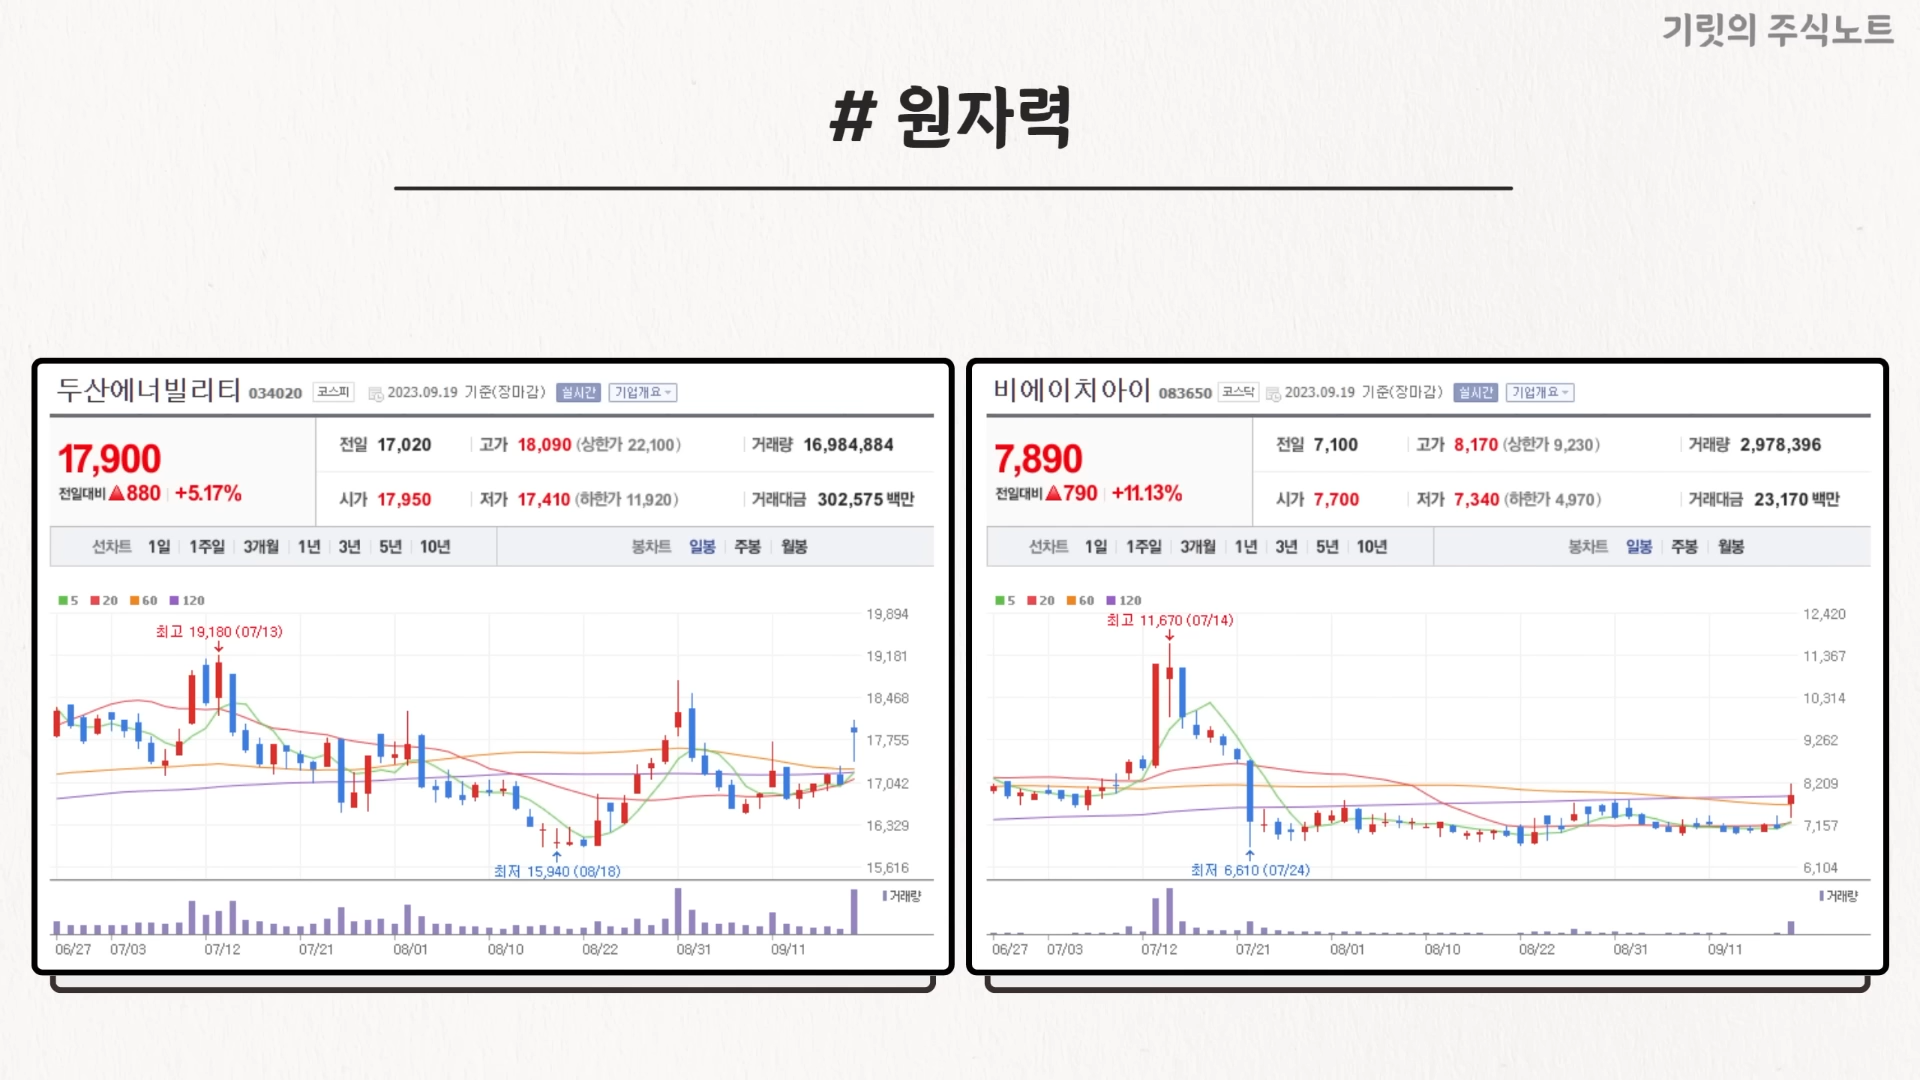 기릿의 주식노트
# 원자력
두산에너빌리티 034020 코스피 2023.09.19 기준(장마감) 실시간 기업개요
17,900
전일대비 ▲880 +5.17%
전일 17,020 고가 18,090 (상한가 22,100) 거래량 16,984,884
시가 17,950 저가 17,410 (하한가 11,920) 거래대금 302,575 백만
선차트 1일 1주일 3개월 1년 3년 5년 10년 봉차트 일봉 주봉 월봉
5 20 60 120
최고 19,180 (07/13)
최저 15,940 (08/18)
19,894
19,181
18,468
17,755
17,042
16,329
15,616
거래량
06/27 07/03 07/12 07/21 08/01 08/10 08/22 08/31 09/11
비에이치아이 083650 코스닥 2023.09.19 기준(장마감) 실시간 기업개요
7,890
전일대비 ▲790 +11.13%
전일 7,100 고가 8,170 (상한가 9,230) 거래량 2,978,396
시가 7,700 저가 7,340 (하한가 4,970) 거래대금 23,170 백만
선차트 1일 1주일 3개월 1년 3년 5년 10년 봉차트 일봉 주봉 월봉
5 20 60 120
최고 11,670 (07/14)
최저 6,610 (07/24)
12,420
11,367
10,314
9,262
8,209
7,157
6,104
거래량
06/27 07/03 07/12 07/21 08/01 08/10 08/22 08/31 09/11